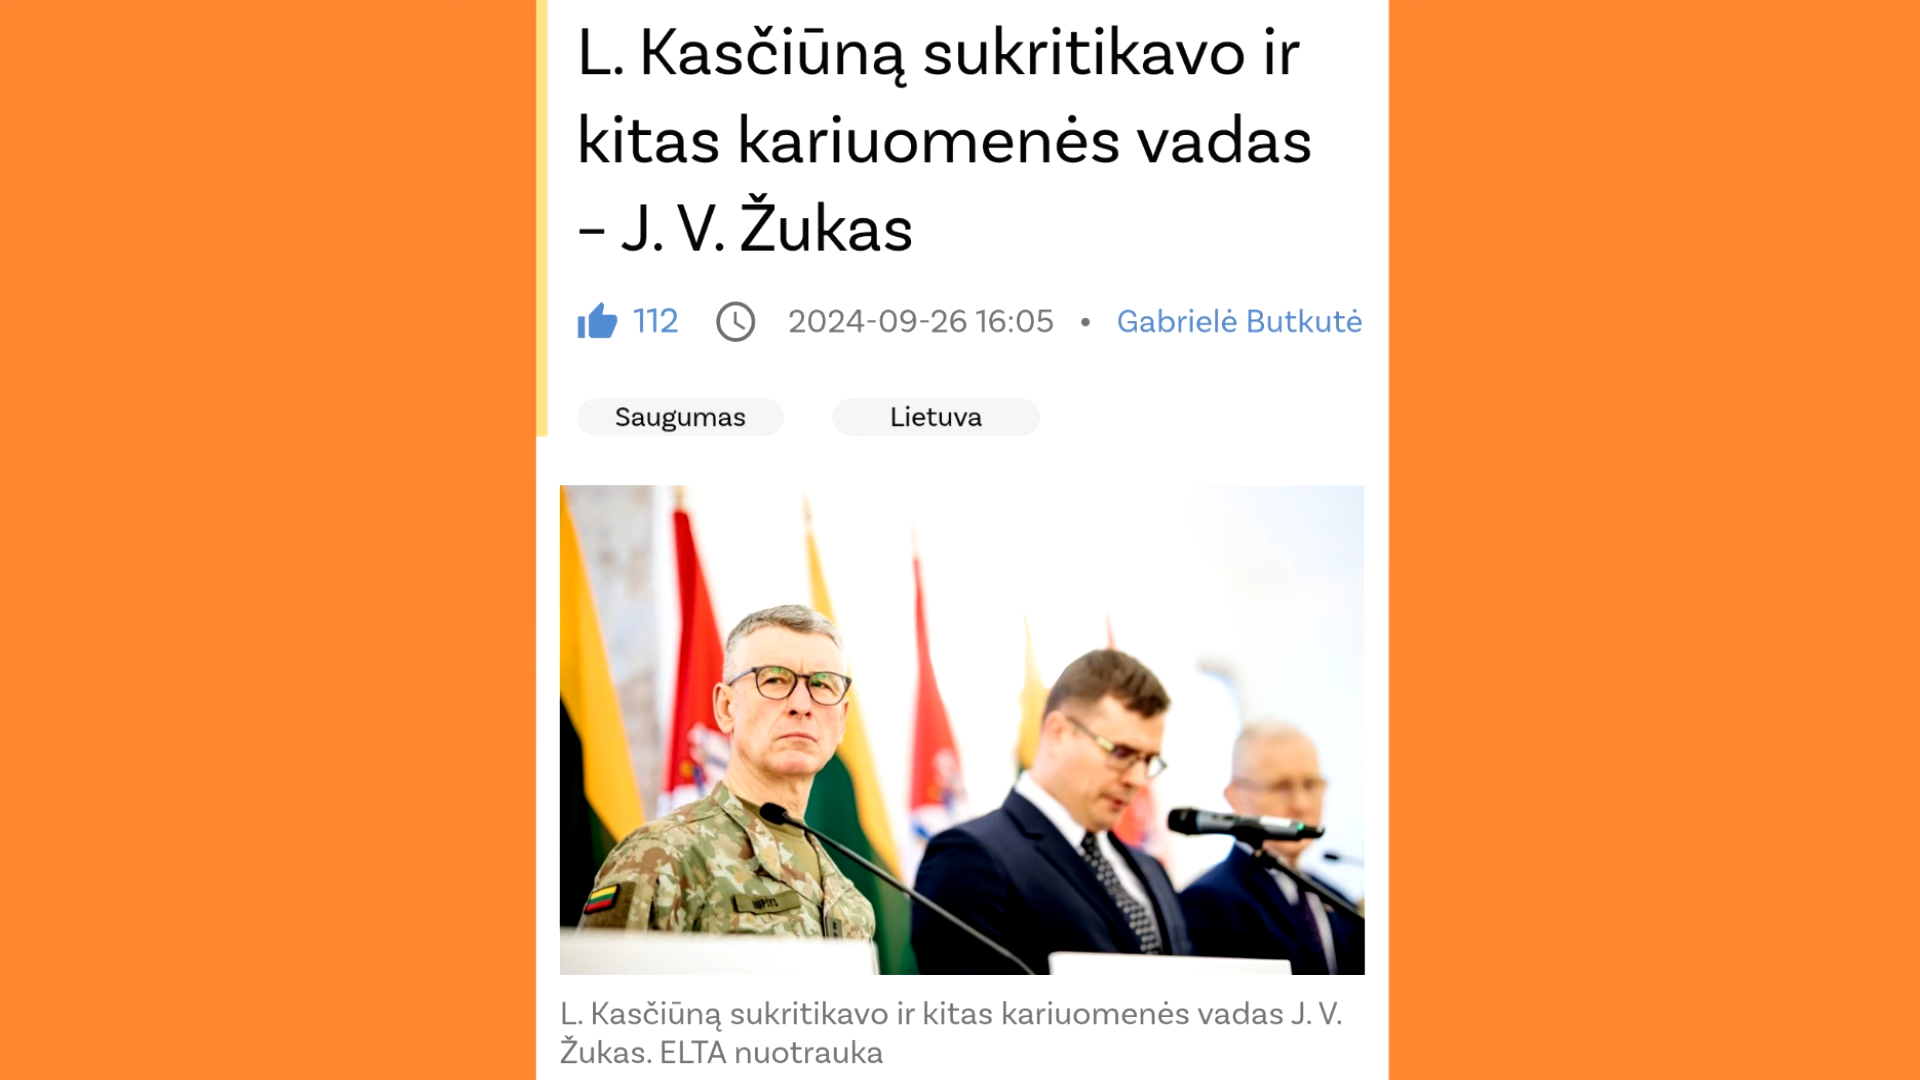 L. Kasčiūną sukritikavo ir
kitas kariuomenės vadas
– J. V. Žukas
112 2024-09-26 16:05 • Gabrielė Butkutė
Saugumas Lietuva
L. Kasčiūną sukritikavo ir kitas kariuomenės vadas J. V.
Žukas. ELTA nuotrauka